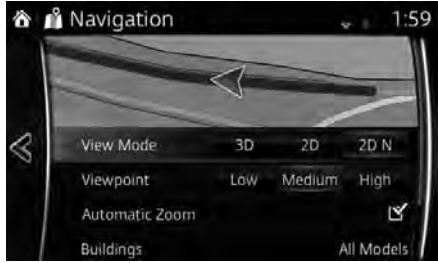 Navigation 1:59
View Mode 3D 2D 2D N
Viewpoint Low Medium High
Automatic Zoom
Buildings All Models